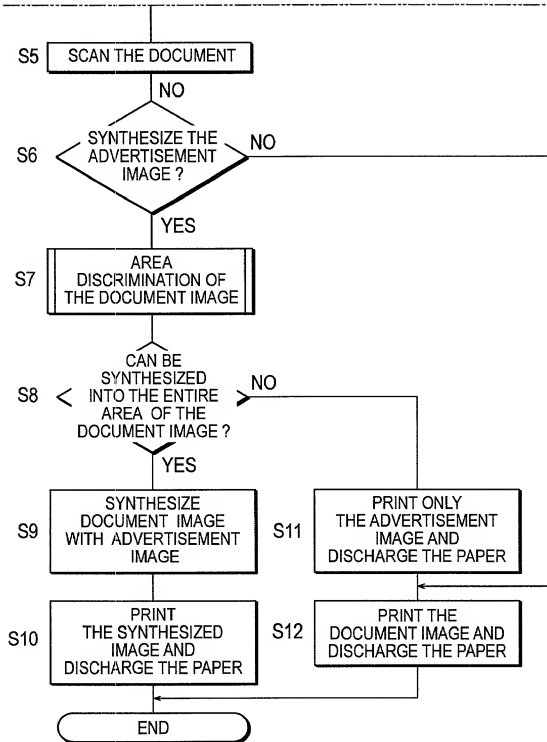 S5
SCAN THE DOCUMENT
NO
S6
SYNTHESIZE THE
ADVERTISEMENT
IMAGE ?
NO
YES
S7
AREA
DISCRIMINATION OF
THE DOCUMENT IMAGE
S8
CAN BE
SYNTHESIZED
INTO THE ENTIRE
AREA OF THE
DOCUMENT IMAGE ?
NO
YES
S9
SYNTHESIZE
DOCUMENT IMAGE
WITH ADVERTISEMENT
IMAGE
S11
PRINT ONLY
THE ADVERTISEMENT
IMAGE AND
DISCHARGE THE PAPER
S10
PRINT
THE SYNTHESIZED
IMAGE AND
DISCHARGE THE PAPER
S12
PRINT THE
DOCUMENT IMAGE AND
DISCHARGE THE PAPER
END